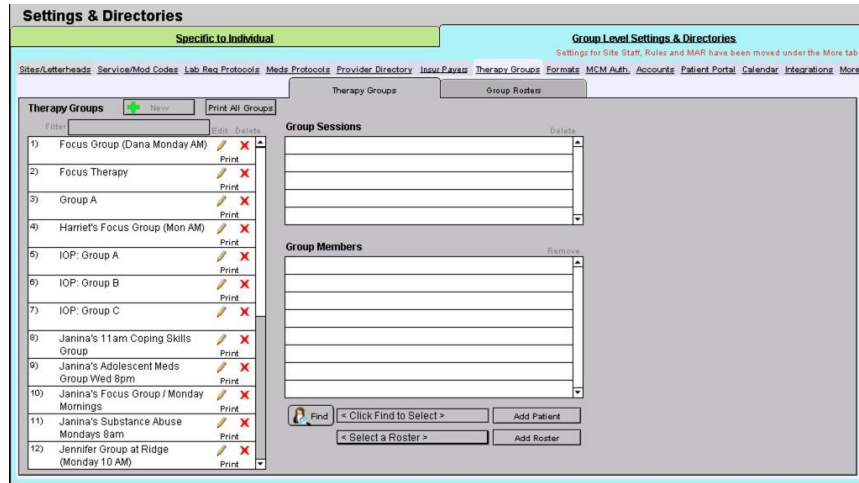 Settings & Directories
Specific to Individual
Group Level Settings & Directories
Settings for Site Staff, Rules and MAR have been moved under the More tab
Sites/Letterheads Service/Mod Codes Lab Req Protocols Meds Protocols Provider Directory Insur Payers Therapy Groups Formats MCM Auth. Accounts Patient Portal Calendar Integrations More
Therapy Groups Group Rosters
Therapy Groups New Print All Groups
Filter Edit Delete
1) Focus Group (Dana Monday AM)
Print
2) Focus Therapy
Print
3) Group A
Print
4) Harriet's Focus Group (Mon AM)
Print
5) IOP: Group A
Print
6) IOP: Group B
Print
7) IOP: Group C
8) Janina's 11am Coping Skills
Group Print
9) Janina's Adolescent Meds
Group Wed 8pm Print
10) Janina's Focus Group / Monday
Mornings Print
11) Janina's Substance Abuse
Mondays 8am Print
12) Jennifer Group at Ridge
(Monday 10 AM) Print
Group Sessions Delete
Group Members Remove
Find < Click Find to Select > Add Patient
< Select a Roster > Add Roster